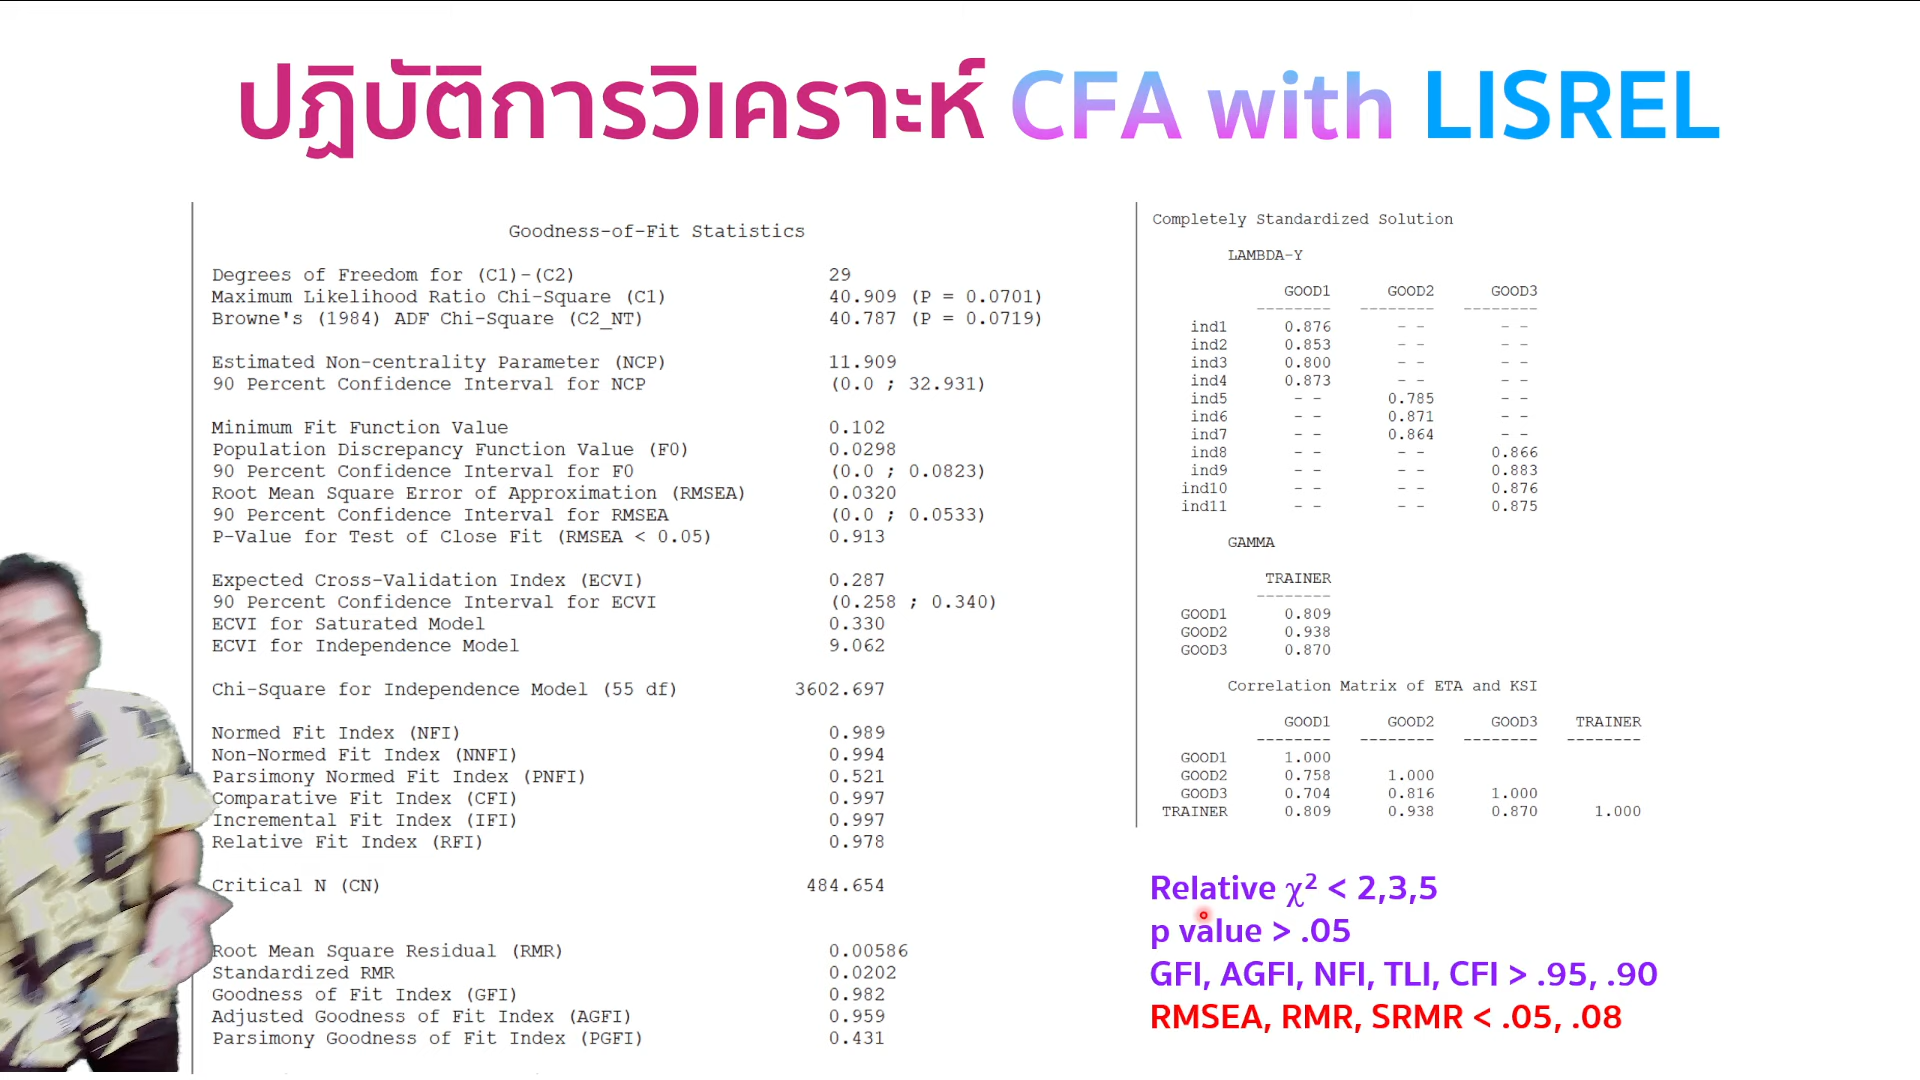 ปฏิบัติการวิเคราะห์ CFA with LISREL
Goodness-of-Fit Statistics
Degrees of Freedom for (C1)-(C2) 29
Maximum Likelihood Ratio Chi-Square (C1) 40.909 (P = 0.0701)
Browne's (1984) ADF Chi-Square (C2_NT) 40.787 (P = 0.0719)
Estimated Non-centrality Parameter (NCP) 11.909
90 Percent Confidence Interval for NCP (0.0 ; 32.931)
Minimum Fit Function Value 0.102
Population Discrepancy Function Value (F0) 0.0298
90 Percent Confidence Interval for F0 (0.0 ; 0.0823)
Root Mean Square Error of Approximation (RMSEA) 0.0320
90 Percent Confidence Interval for RMSEA (0.0 ; 0.0533)
P-Value for Test of Close Fit (RMSEA < 0.05) 0.913
Expected Cross-Validation Index (ECVI) 0.287
90 Percent Confidence Interval for ECVI (0.258 ; 0.340)
ECVI for Saturated Model 0.330
ECVI for Independence Model 9.062
Chi-Square for Independence Model (55 df) 3602.697
Normed Fit Index (NFI) 0.989
Non-Normed Fit Index (NNFI) 0.994
Parsimony Normed Fit Index (PNFI) 0.521
Comparative Fit Index (CFI) 0.997
Incremental Fit Index (IFI) 0.997
Relative Fit Index (RFI) 0.978
Critical N (CN) 484.654
Root Mean Square Residual (RMR) 0.00586
Standardized RMR 0.0202
Goodness of Fit Index (GFI) 0.982
Adjusted Goodness of Fit Index (AGFI) 0.959
Parsimony Goodness of Fit Index (PGFI) 0.431
Completely Standardized Solution
LAMBDA-Y
GOOD1 GOOD2 GOOD3
-------- -------- --------
ind1 0.876 - - - -
ind2 0.853 - - - -
ind3 0.800 - - - -
ind4 0.873 - - - -
ind5 - - 0.785 - -
ind6 - - 0.871 - -
ind7 - - 0.864 - -
ind8 - - - - 0.866
ind9 - - - - 0.883
ind10 - - - - 0.876
ind11 - - - - 0.875
GAMMA
TRAINER
--------
GOOD1 0.809
GOOD2 0.938
GOOD3 0.870
Correlation Matrix of ETA and KSI
GOOD1 GOOD2 GOOD3 TRAINER
-------- -------- -------- --------
GOOD1 1.000
GOOD2 0.758 1.000
GOOD3 0.704 0.816 1.000
TRAINER 0.809 0.938 0.870 1.000
Relative χ² < 2,3,5
p value > .05
GFI, AGFI, NFI, TLI, CFI > .95, .90
RMSEA, RMR, SRMR < .05, .08